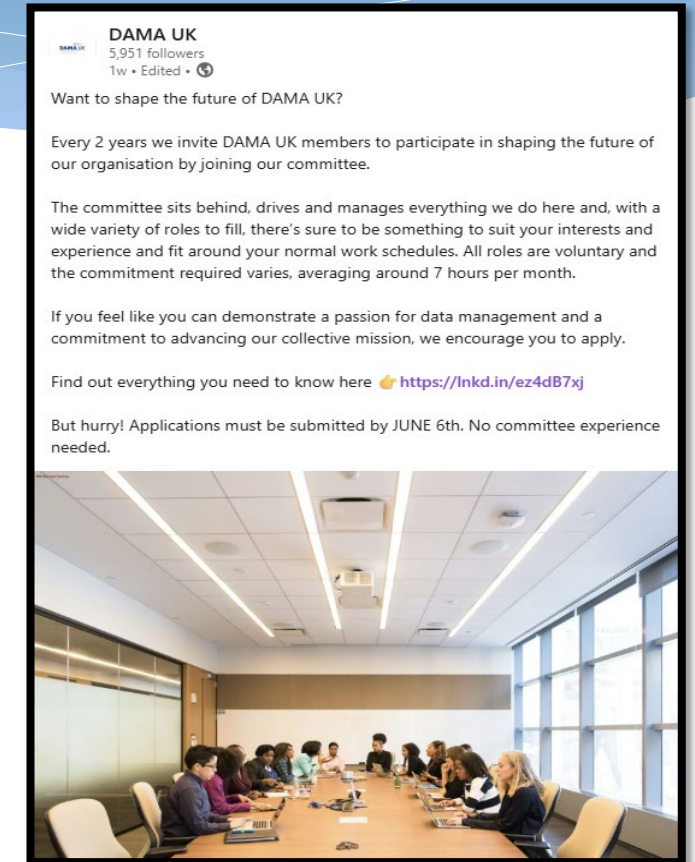 DAMA UK
DAMA UK
5,951 followers
1w • Edited •
Want to shape the future of DAMA UK?
Every 2 years we invite DAMA UK members to participate in shaping the future of
our organisation by joining our committee.
The committee sits behind, drives and manages everything we do here and, with a
wide variety of roles to fill, there's sure to be something to suit your interests and
experience and fit around your normal work schedules. All roles are voluntary and
the commitment required varies, averaging around 7 hours per month.
If you feel like you can demonstrate a passion for data management and a
commitment to advancing our collective mission, we encourage you to apply.
Find out everything you need to know here 👉 https://lnkd.in/ez4dB7xj
But hurry! Applications must be submitted by JUNE 6th. No committee experience
needed.